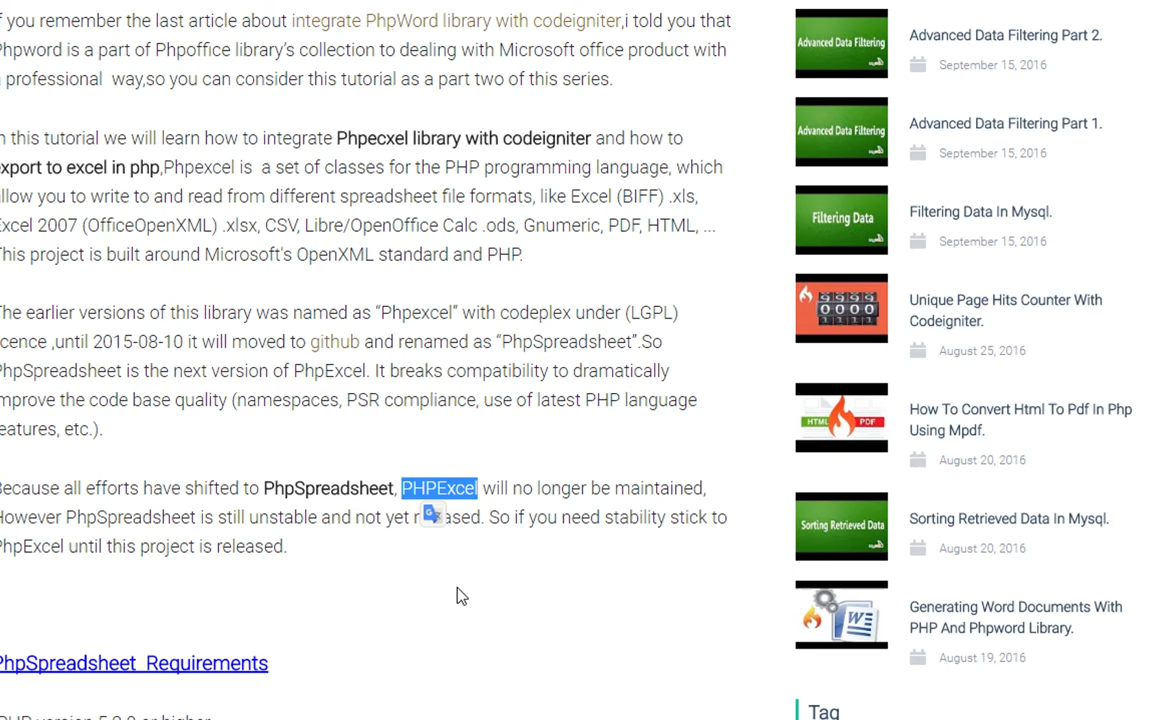 f you remember the last article about integrate PhpWord library with codeigniter,i told you that
Phpword is a part of Phpoffice library's collection to dealing with Microsoft office product with
professional way,so you can consider this tutorial as a part two of this series.
n this tutorial we will learn how to integrate Phpecxel library with codeigniter and how to
export to excel in php,Phpexcel is a set of classes for the PHP programming language, which
allow you to write to and read from different spreadsheet file formats, like Excel (BIFF) .xls,
Excel 2007 (OfficeOpenXML) .xlsx, CSV, Libre/OpenOffice Calc .ods, Gnumeric, PDF, HTML, ...
This project is built around Microsoft's OpenXML standard and PHP.
The earlier versions of this library was named as “Phpexcel” with codeplex under (LGPL)
icence ,until 2015-08-10 it will moved to github and renamed as “PhpSpreadsheet”.So
PhpSpreadsheet is the next version of PhpExcel. It breaks compatibility to dramatically
mprove the code base quality (namespaces, PSR compliance, use of latest PHP language
eatures, etc.).
Because all efforts have shifted to PhpSpreadsheet, PHPExcel will no longer be maintained,
However PhpSpreadsheet is still unstable and not yet r ased. So if you need stability stick to
PhpExcel until this project is released.
PhpSpreadsheet Requirements
Advanced Data Filtering
Advanced Data Filtering Part 2.
September 15, 2016
Advanced Data Filtering
Advanced Data Filtering Part 1.
September 15, 2016
Filtering Data
Filtering Data In Mysql.
September 15, 2016
Unique Page Hits Counter With
Codeigniter.
August 25, 2016
HTML PDF
How To Convert Html To Pdf In Php
Using Mpdf.
August 20, 2016
Sorting Retrieved Data
Sorting Retrieved Data In Mysql.
August 20, 2016
W
Generating Word Documents With
PHP And Phpword Library.
August 19, 2016
Tag